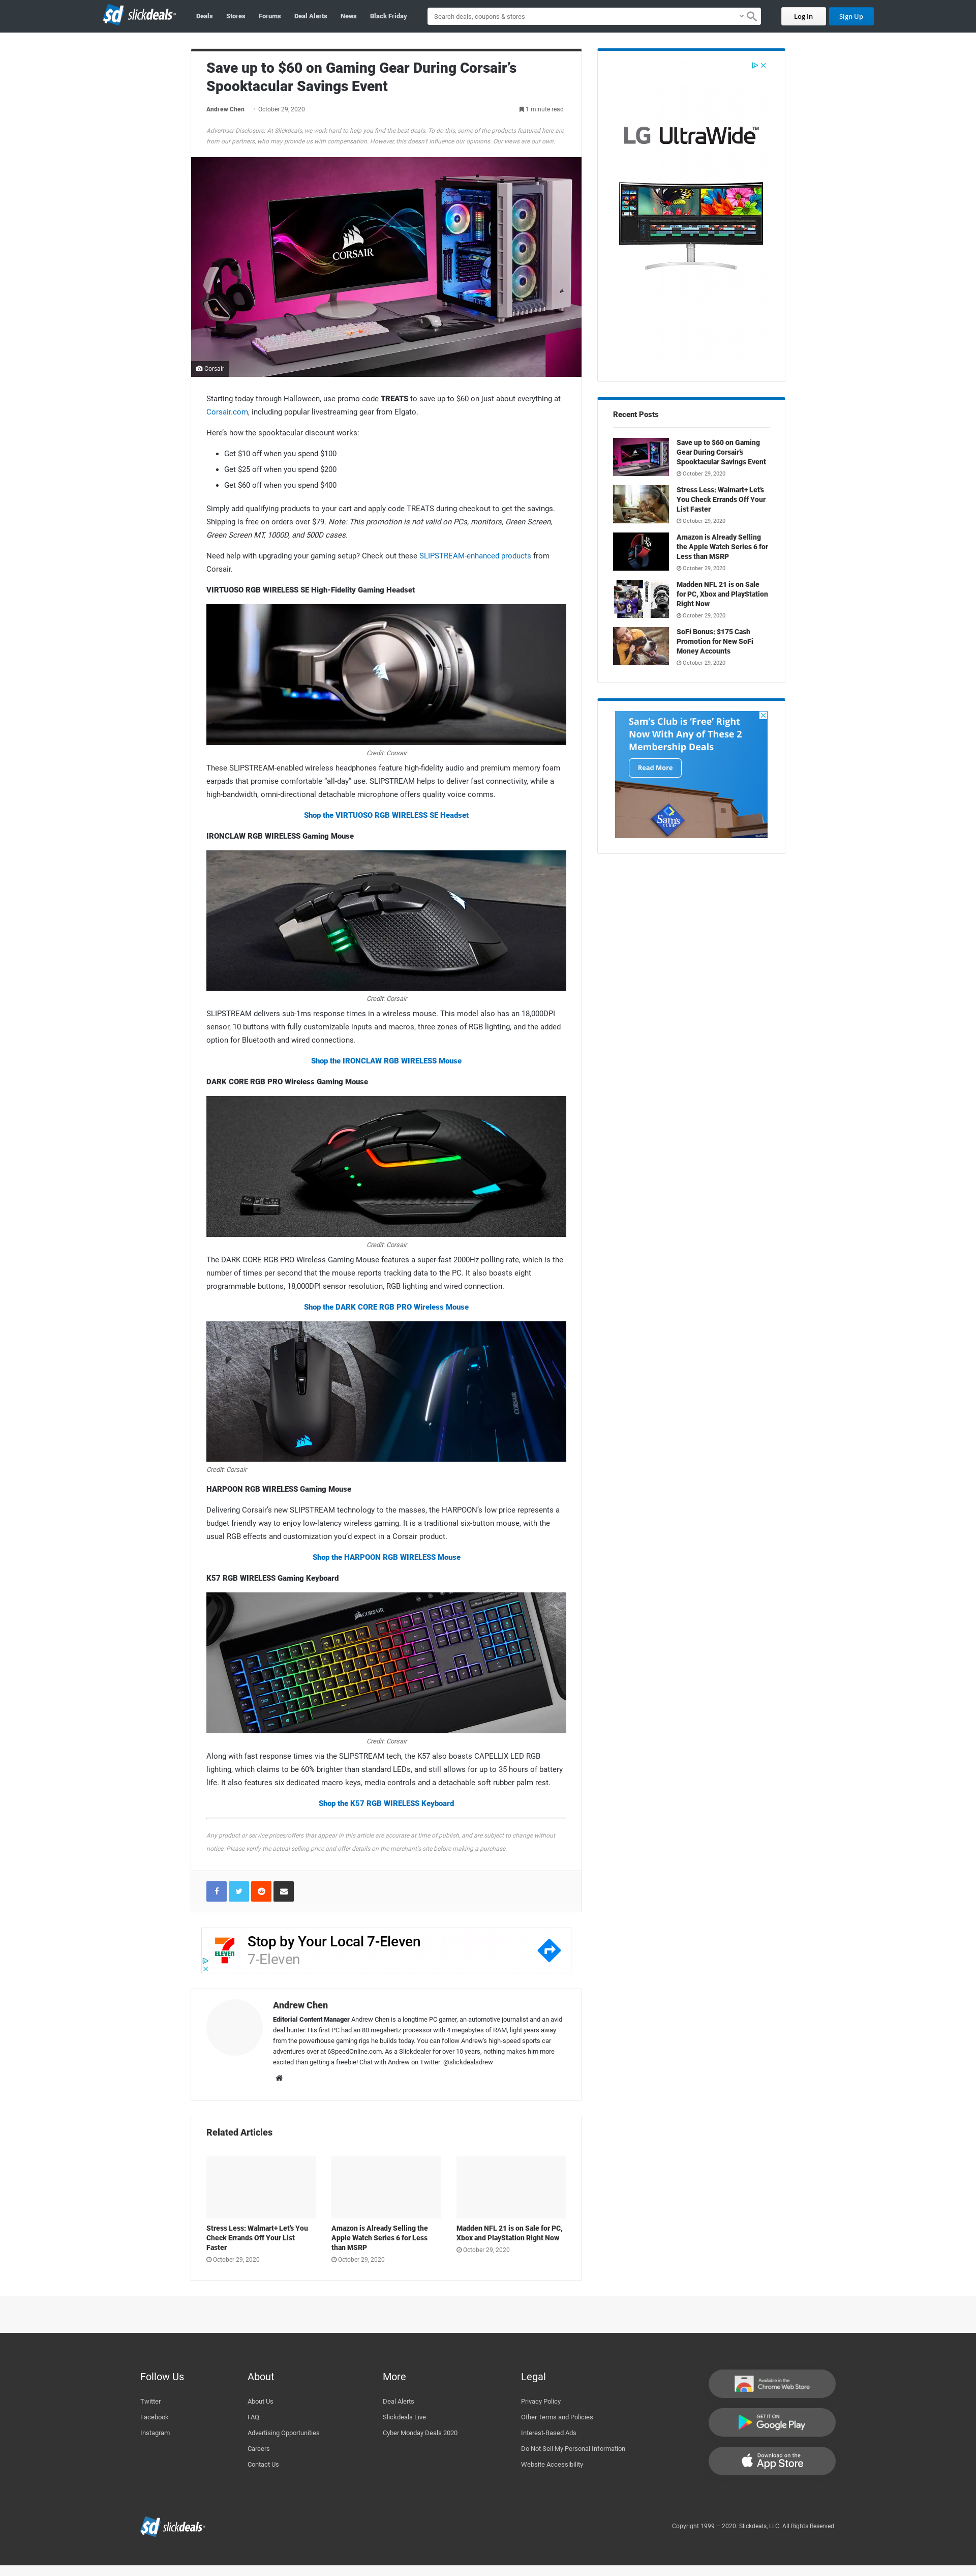 sd slickdeals
Deals
Stores
Forums
Deal Alerts
News
Black Friday
Search deals, coupons & stores
Log In
Sign Up
Save up to $60 on Gaming Gear During Corsair's
Spooktacular Savings Event
Andrew Chen · October 29, 2020
1 minute read
Advertiser Disclosure: At Slickdeals, we work hard to help you find the best deals. To do this, some of the products featured here are
from our partners, who may provide us with compensation. However, this doesn't influence our opinions. Our views are our own.
CORSAIR
Corsair
Starting today through Halloween, use promo code TREATS to save up to $60 on just about everything at
Corsair.com, including popular livestreaming gear from Elgato.
Here's how the spooktacular discount works:
• Get $10 off when you spend $100
• Get $25 off when you spend $200
• Get $60 off when you spend $400
Simply add qualifying products to your cart and apply code TREATS during checkout to get the savings.
Shipping is free on orders over $79. Note: This promotion is not valid on PCs, monitors, Green Screen,
Green Screen MT, 1000D, and 500D cases.
Need help with upgrading your gaming setup? Check out these SLIPSTREAM-enhanced products from
Corsair.
VIRTUOSO RGB WIRELESS SE High-Fidelity Gaming Headset
Credit: Corsair
These SLIPSTREAM-enabled wireless headphones feature high-fidelity audio and premium memory foam
earpads that promise comfortable "all-day" use. SLIPSTREAM helps to deliver fast connectivity, while a
high-bandwidth, omni-directional detachable microphone offers quality voice comms.
Shop the VIRTUOSO RGB WIRELESS SE Headset
IRONCLAW RGB WIRELESS Gaming Mouse
Credit: Corsair
SLIPSTREAM delivers sub-1ms response times in a wireless mouse. This model also has an 18,000DPI
sensor, 10 buttons with fully customizable inputs and macros, three zones of RGB lighting, and the added
option for Bluetooth and wired connections.
Shop the IRONCLAW RGB WIRELESS Mouse
DARK CORE RGB PRO Wireless Gaming Mouse
Credit: Corsair
The DARK CORE RGB PRO Wireless Gaming Mouse features a super-fast 2000Hz polling rate, which is the
number of times per second that the mouse reports tracking data to the PC. It also boasts eight
programmable buttons, 18,000DPI sensor resolution, RGB lighting and wired connection.
Shop the DARK CORE RGB PRO Wireless Mouse
CORSAIR
Credit: Corsair
HARPOON RGB WIRELESS Gaming Mouse
Delivering Corsair's new SLIPSTREAM technology to the masses, the HARPOON's low price represents a
budget friendly way to enjoy low-latency wireless gaming. It is a traditional six-button mouse, with the
usual RGB effects and customization you'd expect in a Corsair product.
Shop the HARPOON RGB WIRELESS Mouse
K57 RGB WIRELESS Gaming Keyboard
CORSAIR
Credit: Corsair
Along with fast response times via the SLIPSTREAM tech, the K57 also boasts CAPELLIX LED RGB
lighting, which claims to be 60% brighter than standard LEDs, and still allows for up to 35 hours of battery
life. It also features six dedicated macro keys, media controls and a detachable soft rubber palm rest.
Shop the K57 RGB WIRELESS Keyboard
Any product or service prices/offers that appear in this article are accurate at time of publish, and are subject to change without
notice. Please verify the actual selling price and offer details on the merchant's site before making a purchase.
7-ELEVEN
Stop by Your Local 7-Eleven
7-Eleven
Andrew Chen
Editorial Content Manager Andrew Chen is a longtime PC gamer, an automotive journalist and an avid
deal hunter. His first PC had an 80 megahertz processor with 4 megabytes of RAM, light years away
from the powerhouse gaming rigs he builds today. You can follow Andrew's high-speed sports car
adventures over at 6SpeedOnline.com. As a Slickdealer for over 10 years, nothing makes him more
excited than getting a freebie! Chat with Andrew on Twitter: @slickdealsdrew
Related Articles
Stress Less: Walmart+ Let's You
Check Errands Off Your List
Faster
October 29, 2020
Amazon is Already Selling the
Apple Watch Series 6 for Less
than MSRP
October 29, 2020
Madden NFL 21 is on Sale for PC,
Xbox and PlayStation Right Now
October 29, 2020
LG UltraWide™
Recent Posts
Save up to $60 on Gaming
Gear During Corsair's
Spooktacular Savings Event
October 29, 2020
Stress Less: Walmart+ Let's
You Check Errands Off Your
List Faster
October 29, 2020
Amazon is Already Selling
the Apple Watch Series 6 for
Less than MSRP
October 29, 2020
Madden NFL 21 is on Sale
for PC, Xbox and PlayStation
Right Now
October 29, 2020
SoFi Bonus: $175 Cash
Promotion for New SoFi
Money Accounts
October 29, 2020
Sam's Club is 'Free' Right
Now With Any of These 2
Membership Deals
Read More
Sam's
CLUB
Follow Us
Twitter
Facebook
Instagram
About
About Us
FAQ
Advertising Opportunities
Careers
Contact Us
More
Deal Alerts
Slickdeals Live
Cyber Monday Deals 2020
Legal
Privacy Policy
Other Terms and Policies
Interest-Based Ads
Do Not Sell My Personal Information
Website Accessibility
Available in the
Chrome Web Store
GET IT ON
Google Play
Download on the
App Store
sd slickdeals
Copyright 1999 – 2020. Slickdeals, LLC. All Rights Reserved.